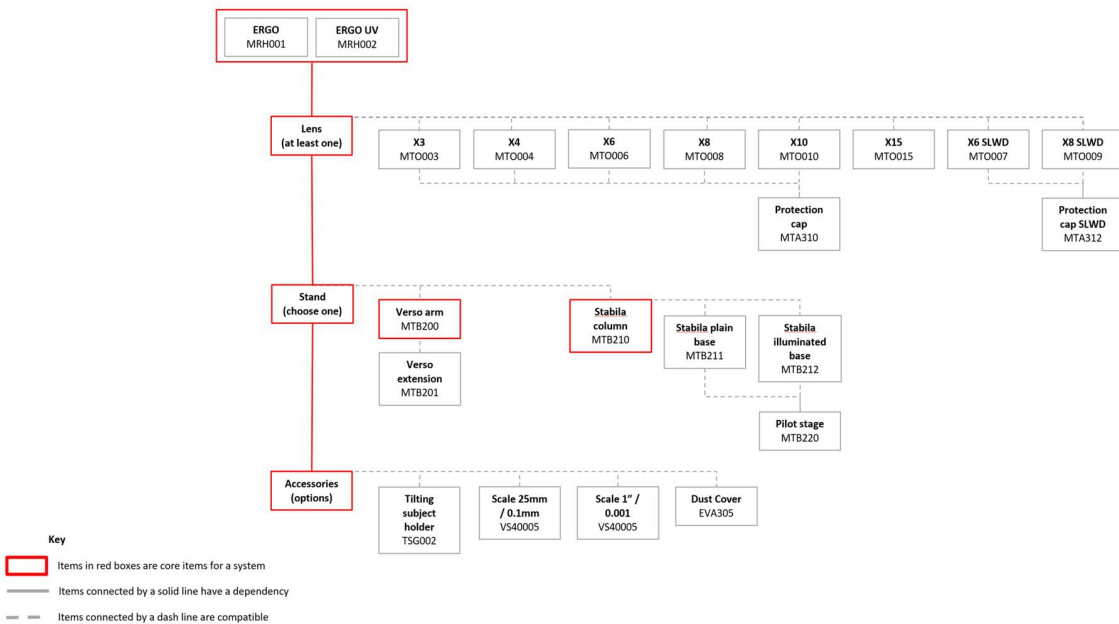 ERGO
MRH001
ERGO UV
MRH002
Lens
(at least one)
X3
MTO003
X4
MTO004
X6
MTO006
X8
MTO008
X10
MTO010
X15
MTO015
X6 SLWD
MTO007
X8 SLWD
MTO009
Protection
cap
MTA310
Protection
cap SLWD
MTA312
Stand
(choose one)
Verso arm
MTB200
Stabila
column
MTB210
Stabila plain
base
MTB211
Stabila
illuminated
base
MTB212
Verso
extension
MTB201
Pilot stage
MTB220
Accessories
(options)
Tilting
subject
holder
TSG002
Scale 25mm
/ 0.1mm
VS40005
Scale 1” /
0.001
VS40005
Dust Cover
EVA305
Key
Items in red boxes are core items for a system
Items connected by a solid line have a dependency
Items connected by a dash line are compatible